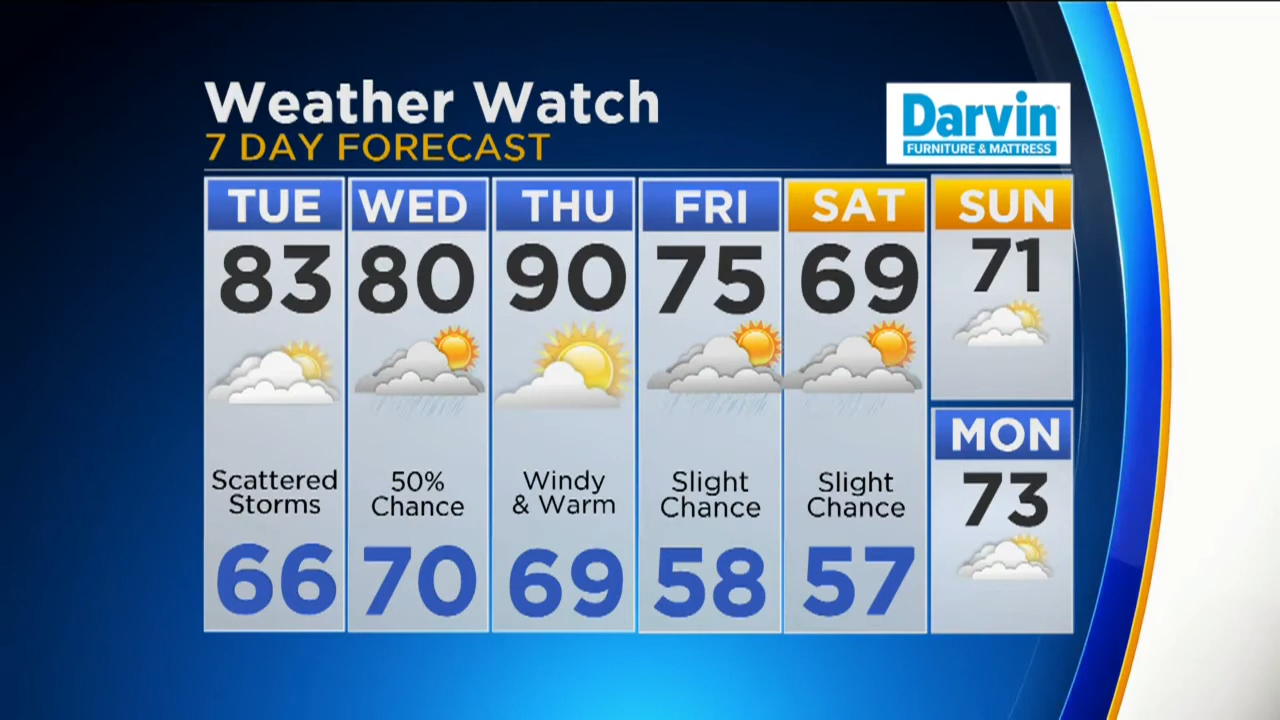 Weather Watch
7 DAY FORECAST
Darvin
FURNITURE & MATTRESS
TUE
83
Scattered
Storms
66
WED
80
50%
Chance
70
THU
90
Windy
& Warm
69
FRI
75
Slight
Chance
58
SAT
69
Slight
Chance
57
SUN
71
MON
73